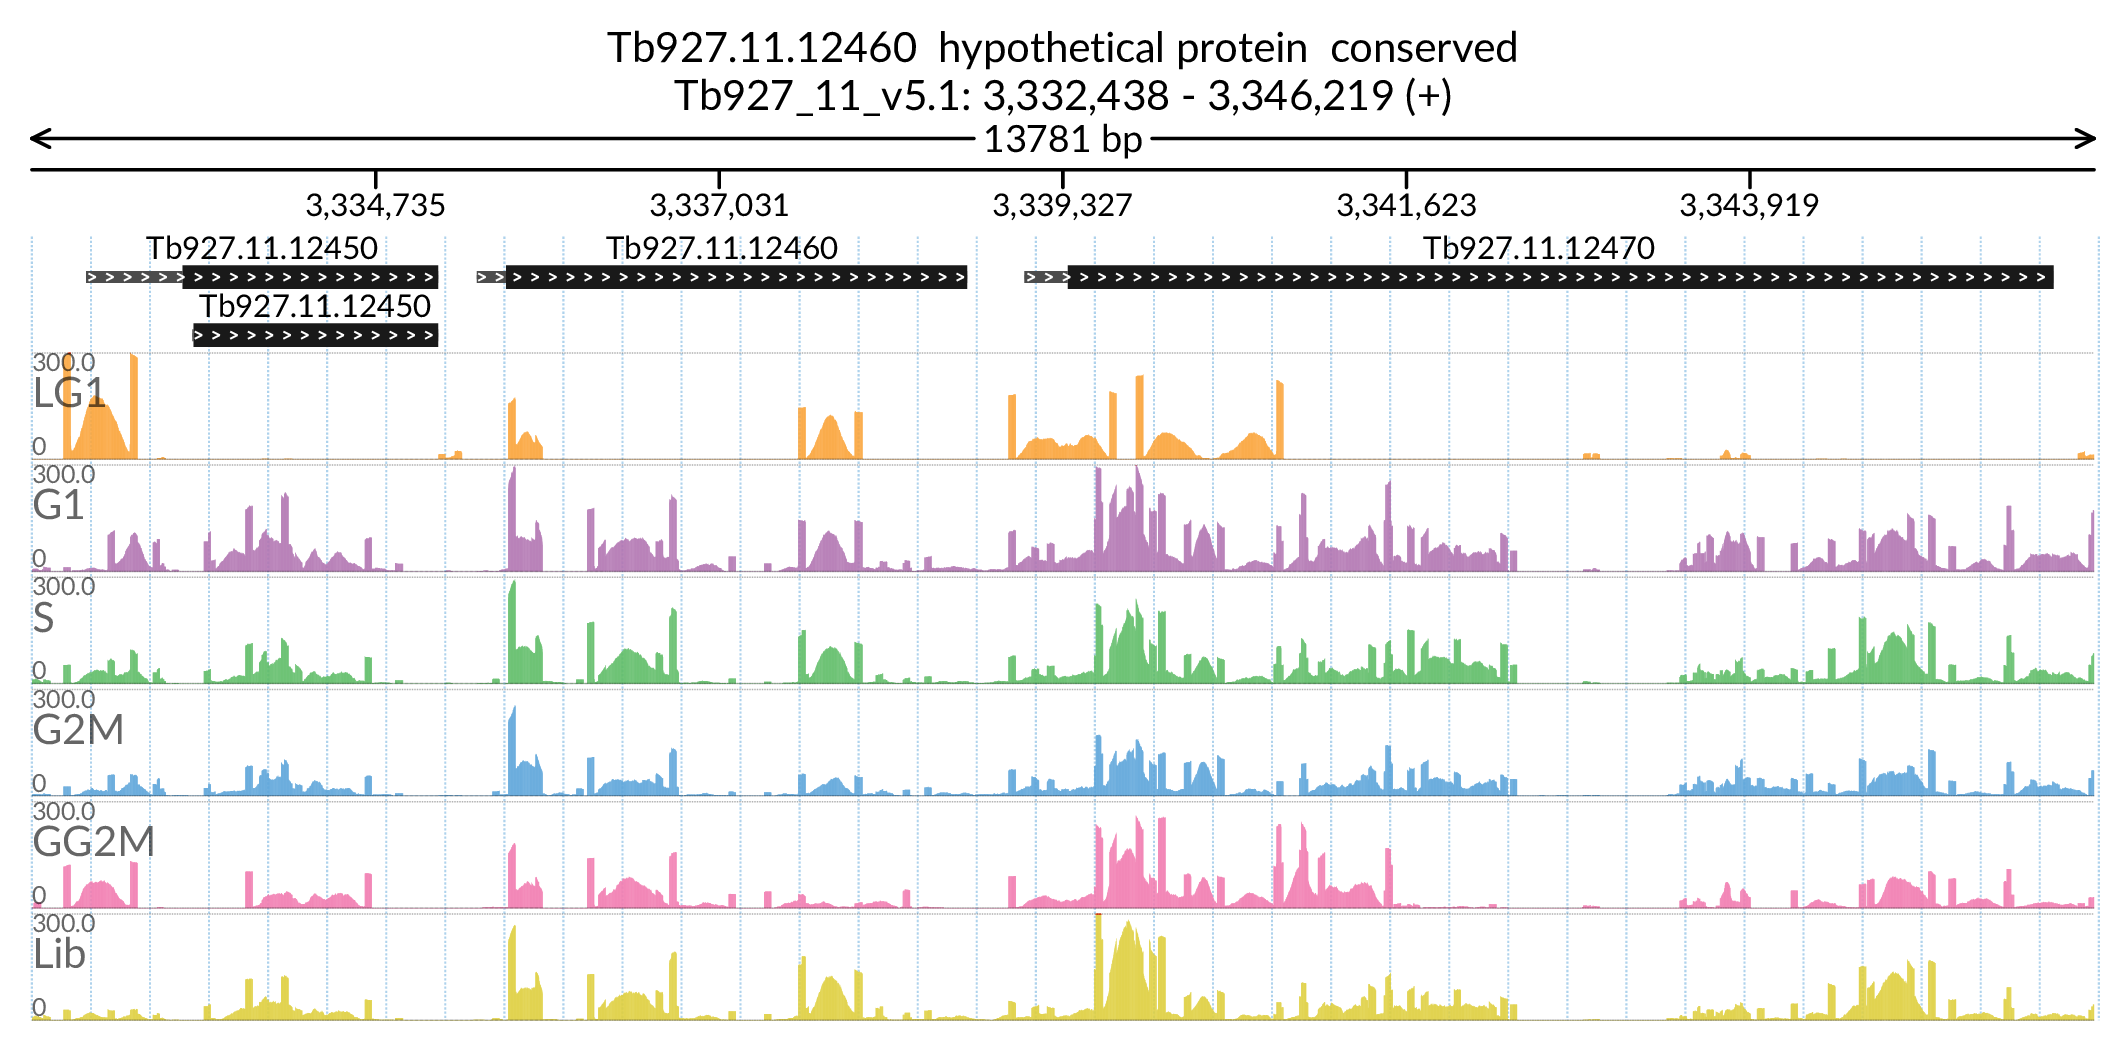 Tb927.11.12460 hypothetical protein conserved
Tb927_11_v5.1: 3,332,438 - 3,346,219 (+)
13781 bp
3,334,735 3,337,031 3,339,327 3,341,623 3,343,919
Tb927.11.12450 Tb927.11.12460 Tb927.11.12470
Tb927.11.12450
300.0
LG1
0
300.0
G1
0
300.0
S
0
300.0
G2M
0
300.0
GG2M
0
300.0
Lib
0